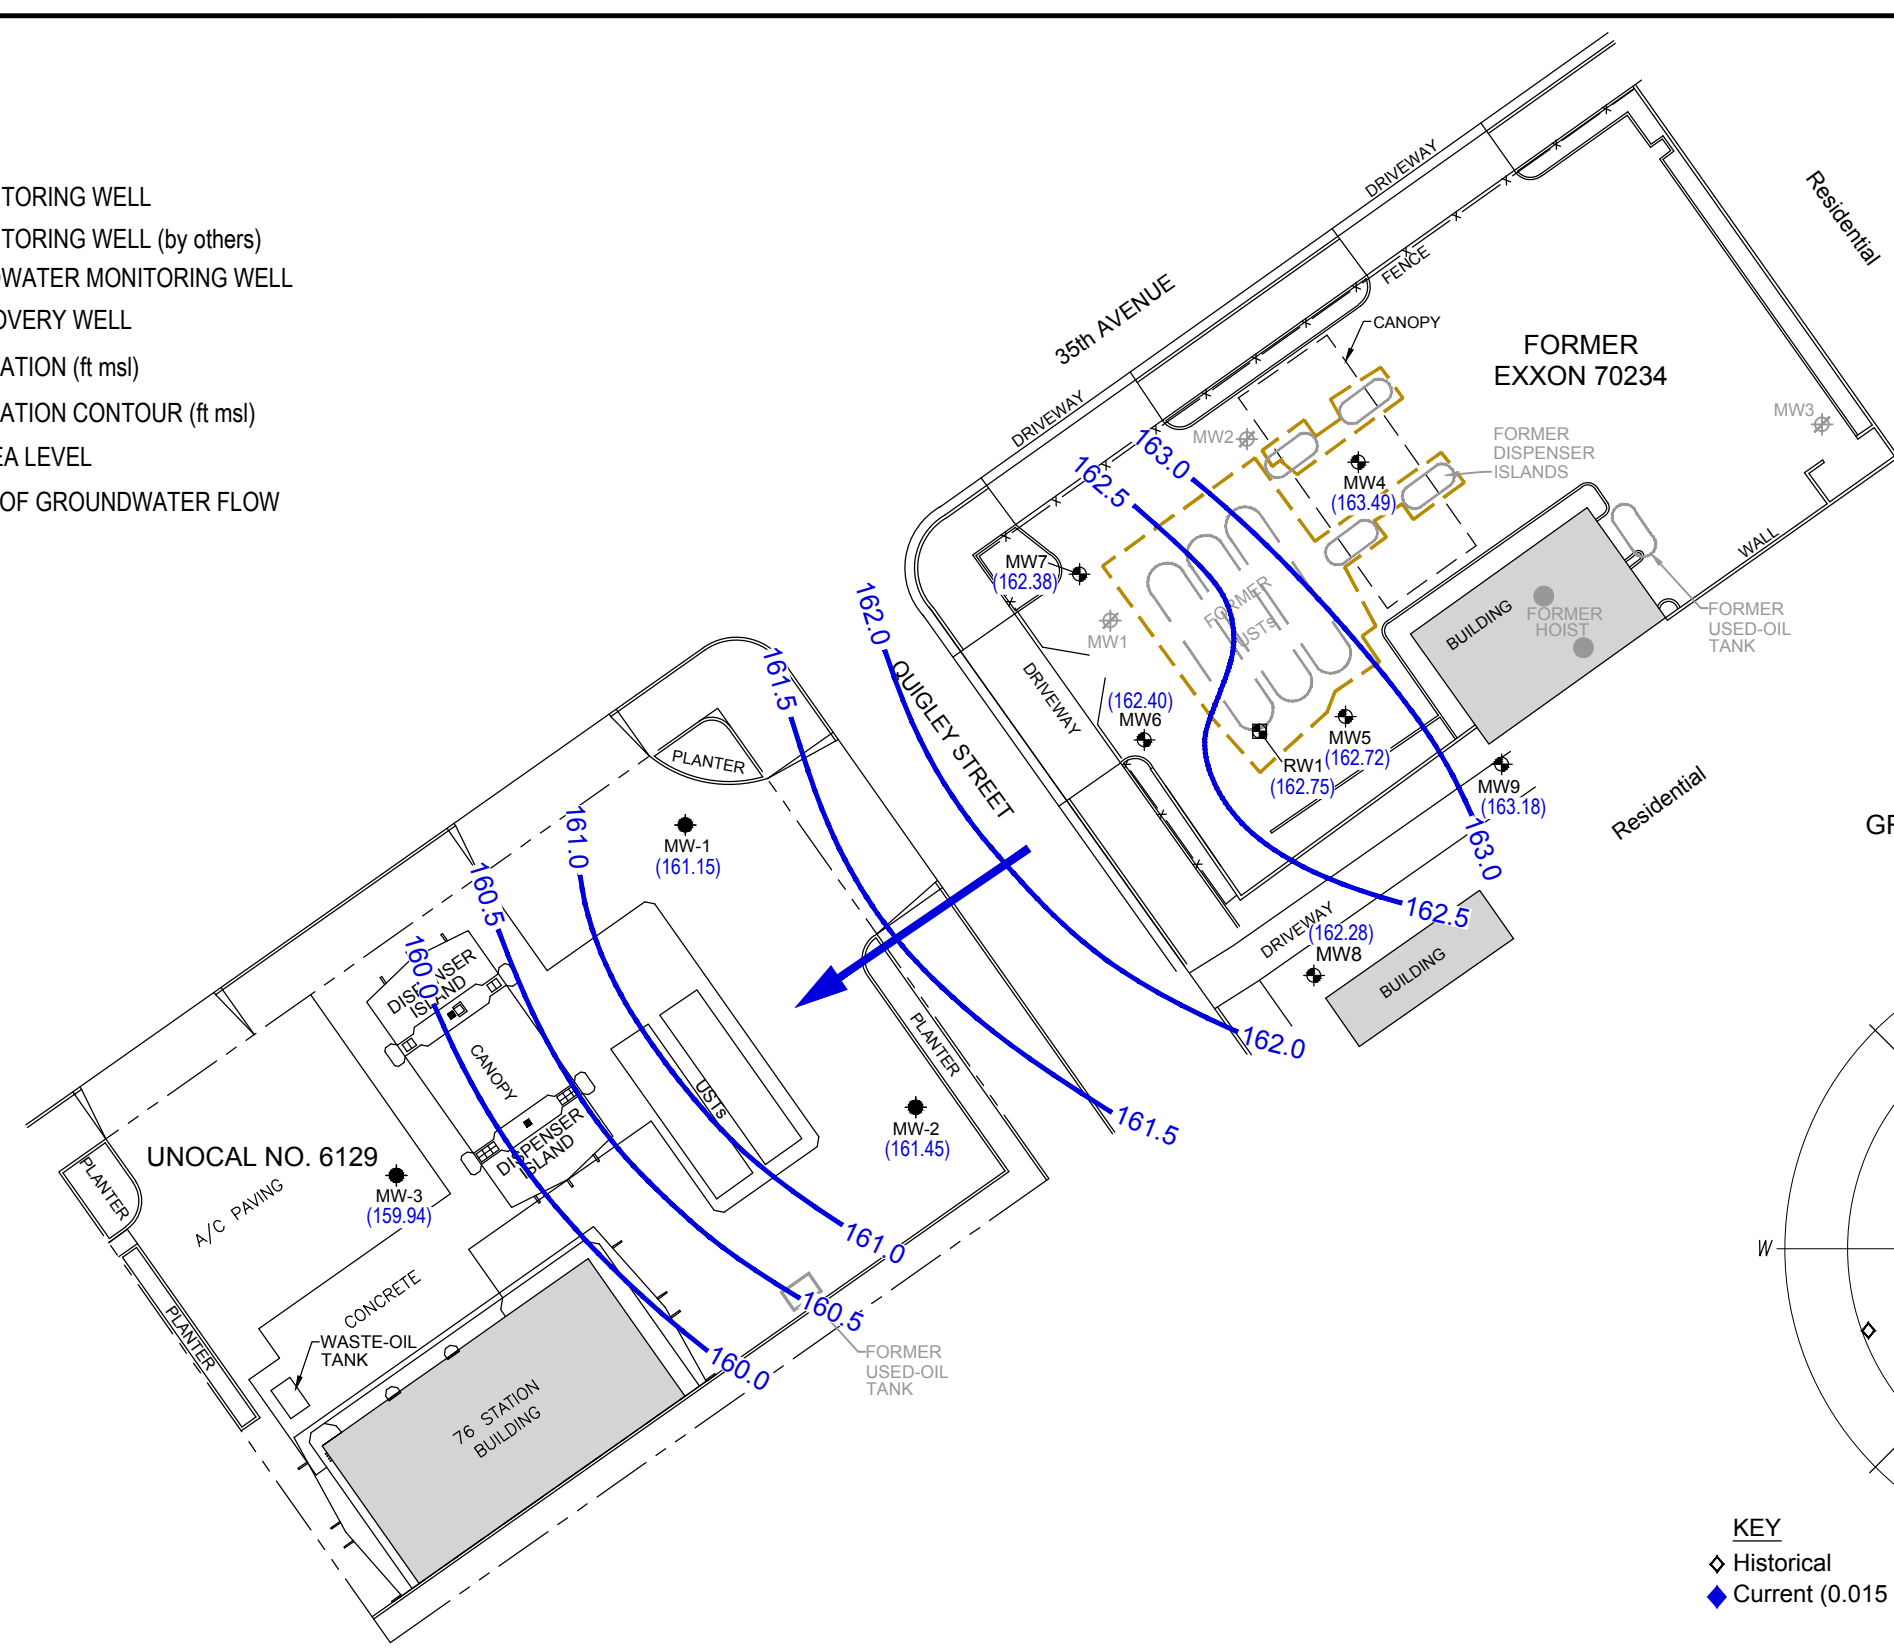 TORING WELL
TORING WELL (by others)
WATER MONITORING WELL
OVERY WELL
ATION (ft msl)
ATION CONTOUR (ft msl)
EA LEVEL
OF GROUNDWATER FLOW
DRIVEWAY
Residential
FENCE
35th AVENUE
CANOPY
FORMER
EXXON 70234
DRIVEWAY
MW3
MW2
163.0
FORMER
DISPENSER
ISLANDS
162.5
MW4
(163.49)
MW7
(162.38)
WALL
FORMER
USTs
MW1
BUILDING
FORMER
HOIST
FORMER
USED-OIL
TANK
162.0
161.5
QUIGLEY STREET
DRIVEWAY
(162.40)
MW6
MW5
(162.72)
RW1
(162.75)
MW9
(163.18)
Residential
GR
PLANTER
161.0
MW-1
(161.15)
163.0
160.5
162.5
DRIVEWAY
(162.28)
MW8
BUILDING
160.0
DISPENSER
ISLAND
162.0
CANOPY
PLANTER
USTs
MW-2
(161.45)
161.5
DISPENSER
ISLAND
UNOCAL NO. 6129
PLANTER
A/C PAVING
MW-3
(159.94)
161.0
W
CONCRETE
160.5
PLANTER
WASTE-OIL
TANK
160.0
FORMER
USED-OIL
TANK
76 STATION
BUILDING
KEY
Historical
Current (0.015